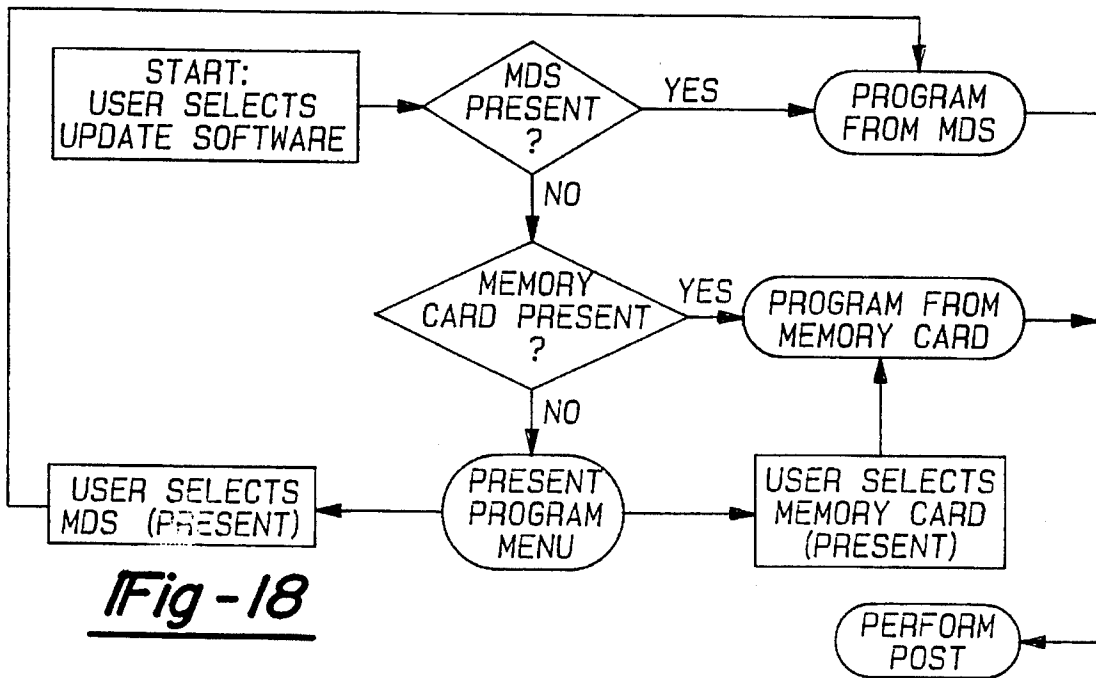 START:
USER SELECTS
UPDATE SOFTWARE
MDS
PRESENT
?
YES
PROGRAM
FROM MDS
NO
MEMORY
CARD PRESENT
?
YES
PROGRAM FROM
MEMORY CARD
NO
USER SELECTS
MDS (PRESENT)
PRESENT
PROGRAM
MENU
USER SELECTS
MEMORY CARD
(PRESENT)
Fig-18
PERFORM
POST